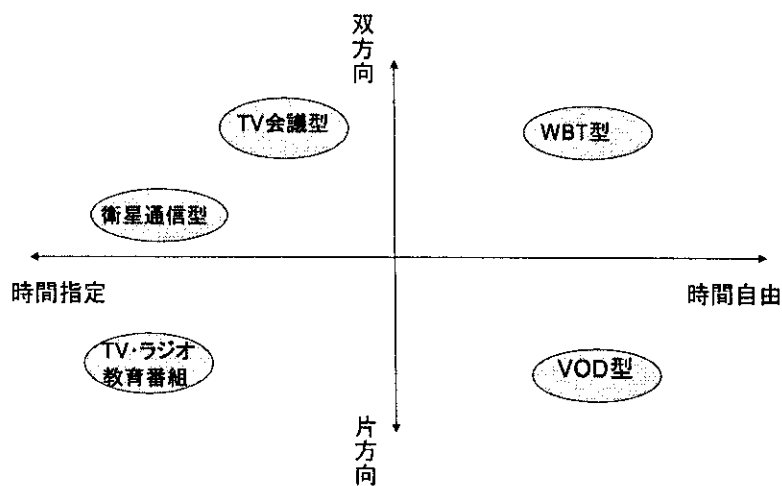 双方向
TV会議型
WBT型
衛星通信型
時間指定
時間自由
TV・ラジオ
教育番組
VOD型
片方向